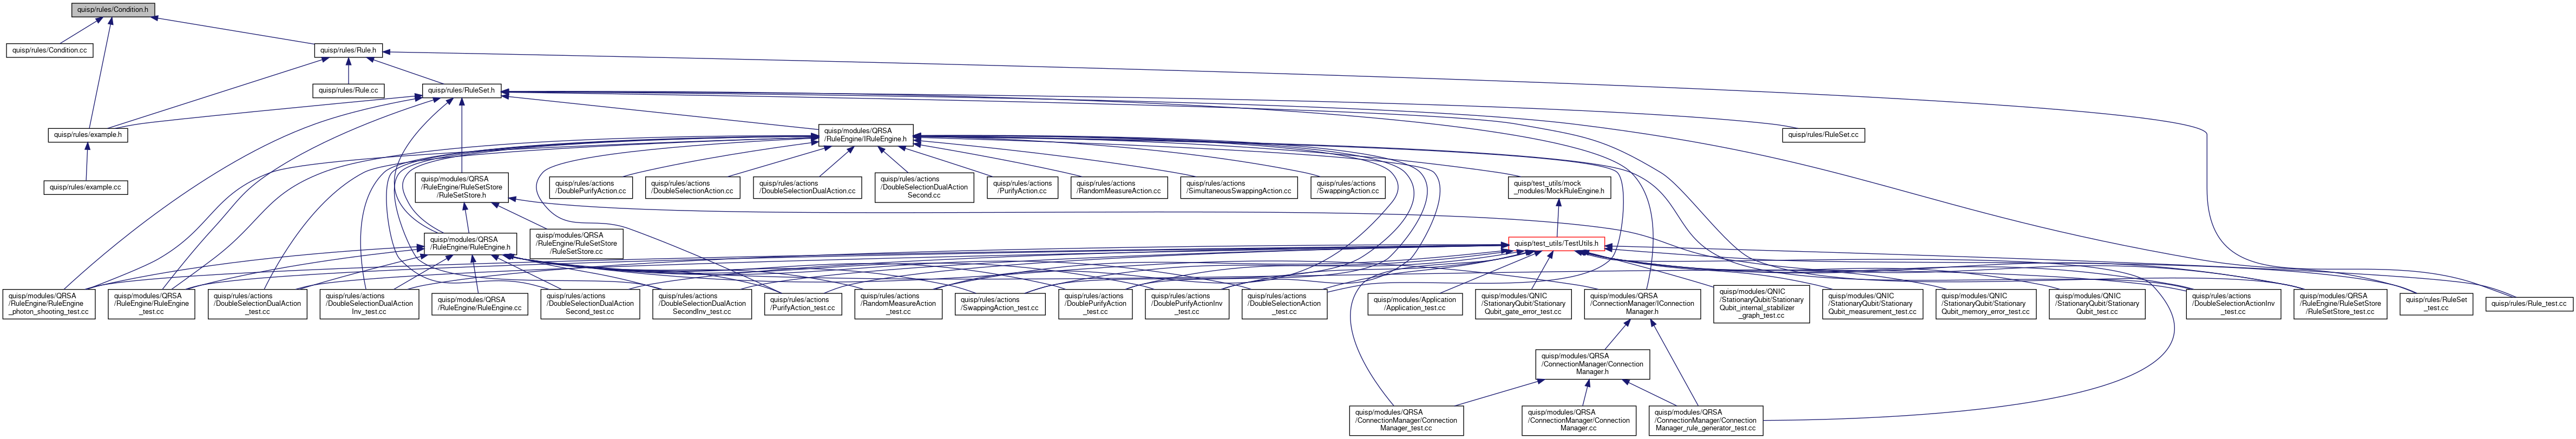 quisp/rules/Condition.h
quisp/rules/Condition.cc
quisp/rules/Rule.h
quisp/rules/Rule.cc
quisp/rules/RuleSet.h
quisp/rules/example.h
quisp/modules/QRSA
/RuleEngine/IRuleEngine.h
quisp/rules/RuleSet.cc
quisp/rules/example.cc
quisp/modules/QRSA
/RuleEngine/RuleSetStore
/RuleSetStore.h
quisp/rules/actions
/DoublePurifyAction.cc
quisp/rules/actions
/DoubleSelectionAction.cc
quisp/rules/actions
/DoubleSelectionDualAction.cc
quisp/rules/actions
/DoubleSelectionDualAction
Second.cc
quisp/rules/actions
/PurifyAction.cc
quisp/rules/actions
/RandomMeasureAction.cc
quisp/rules/actions
/SimultaneousSwappingAction.cc
quisp/rules/actions
/SwappingAction.cc
quisp/test_utils/mock
_modules/MockRuleEngine.h
quisp/modules/QRSA
/RuleEngine/RuleEngine.h
quisp/modules/QRSA
/RuleEngine/RuleSetStore
/RuleSetStore.cc
quisp/test_utils/TestUtils.h
quisp/modules/QRSA
/RuleEngine/RuleEngine
_photon_shooting_test.cc
quisp/modules/QRSA
/RuleEngine/RuleEngine
_test.cc
quisp/rules/actions
/DoubleSelectionDualAction
_test.cc
quisp/rules/actions
/DoubleSelectionDualAction
Inv_test.cc
quisp/modules/QRSA
/RuleEngine/RuleEngine.cc
quisp/rules/actions
/DoubleSelectionDualAction
Second_test.cc
quisp/rules/actions
/DoubleSelectionDualAction
SecondInv_test.cc
quisp/rules/actions
/PurifyAction_test.cc
quisp/rules/actions
/RandomMeasureAction
_test.cc
quisp/rules/actions
/SwappingAction_test.cc
quisp/rules/actions
/DoublePurifyAction
_test.cc
quisp/rules/actions
/DoublePurifyActionInv
_test.cc
quisp/rules/actions
/DoubleSelectionAction
_test.cc
quisp/modules/Application
/Application_test.cc
quisp/modules/QNIC
/StationaryQubit/Stationary
Qubit_gate_error_test.cc
quisp/modules/QRSA
/ConnectionManager/IConnection
Manager.h
quisp/modules/QNIC
/StationaryQubit/Stationary
Qubit_internal_stabilizer
_graph_test.cc
quisp/modules/QNIC
/StationaryQubit/Stationary
Qubit_measurement_test.cc
quisp/modules/QNIC
/StationaryQubit/Stationary
Qubit_memory_error_test.cc
quisp/modules/QNIC
/StationaryQubit/Stationary
Qubit_test.cc
quisp/rules/actions
/DoubleSelectionActionInv
_test.cc
quisp/modules/QRSA
/RuleEngine/RuleSetStore
/RuleSetStore_test.cc
quisp/rules/RuleSet
_test.cc
quisp/rules/Rule_test.cc
quisp/modules/QRSA
/ConnectionManager/Connection
Manager.h
quisp/modules/QRSA
/ConnectionManager/Connection
Manager_test.cc
quisp/modules/QRSA
/ConnectionManager/Connection
Manager.cc
quisp/modules/QRSA
/ConnectionManager/Connection
Manager_rule_generator_test.cc